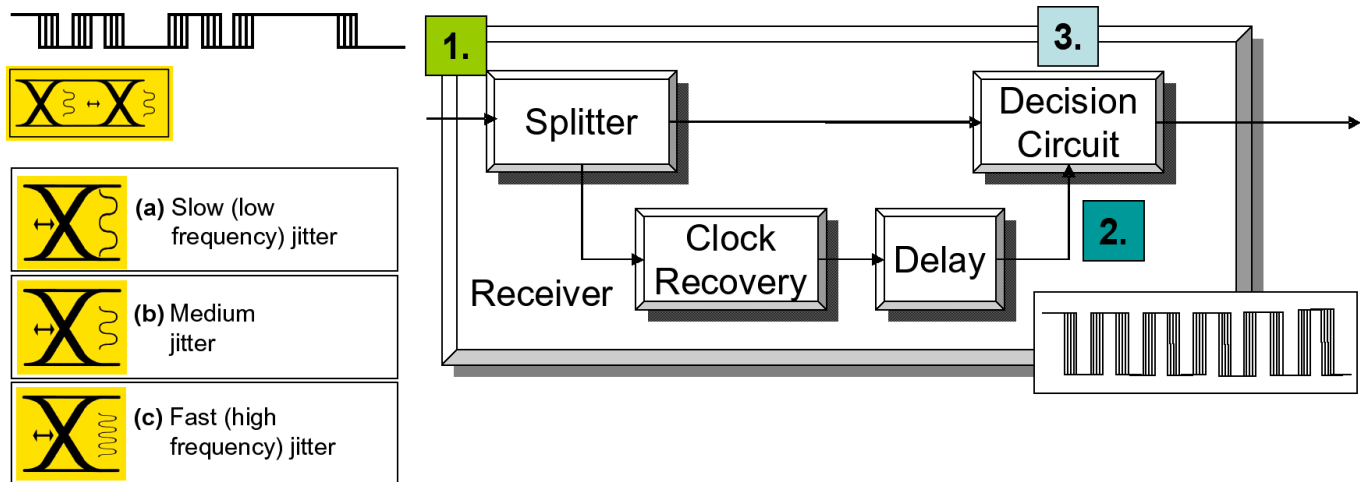 1.
3.
Splitter
Decision
Circuit
(a) Slow (low
frequency) jitter
2.
Clock
Recovery
Delay
Receiver
(b) Medium
jitter
(c) Fast (high
frequency) jitter